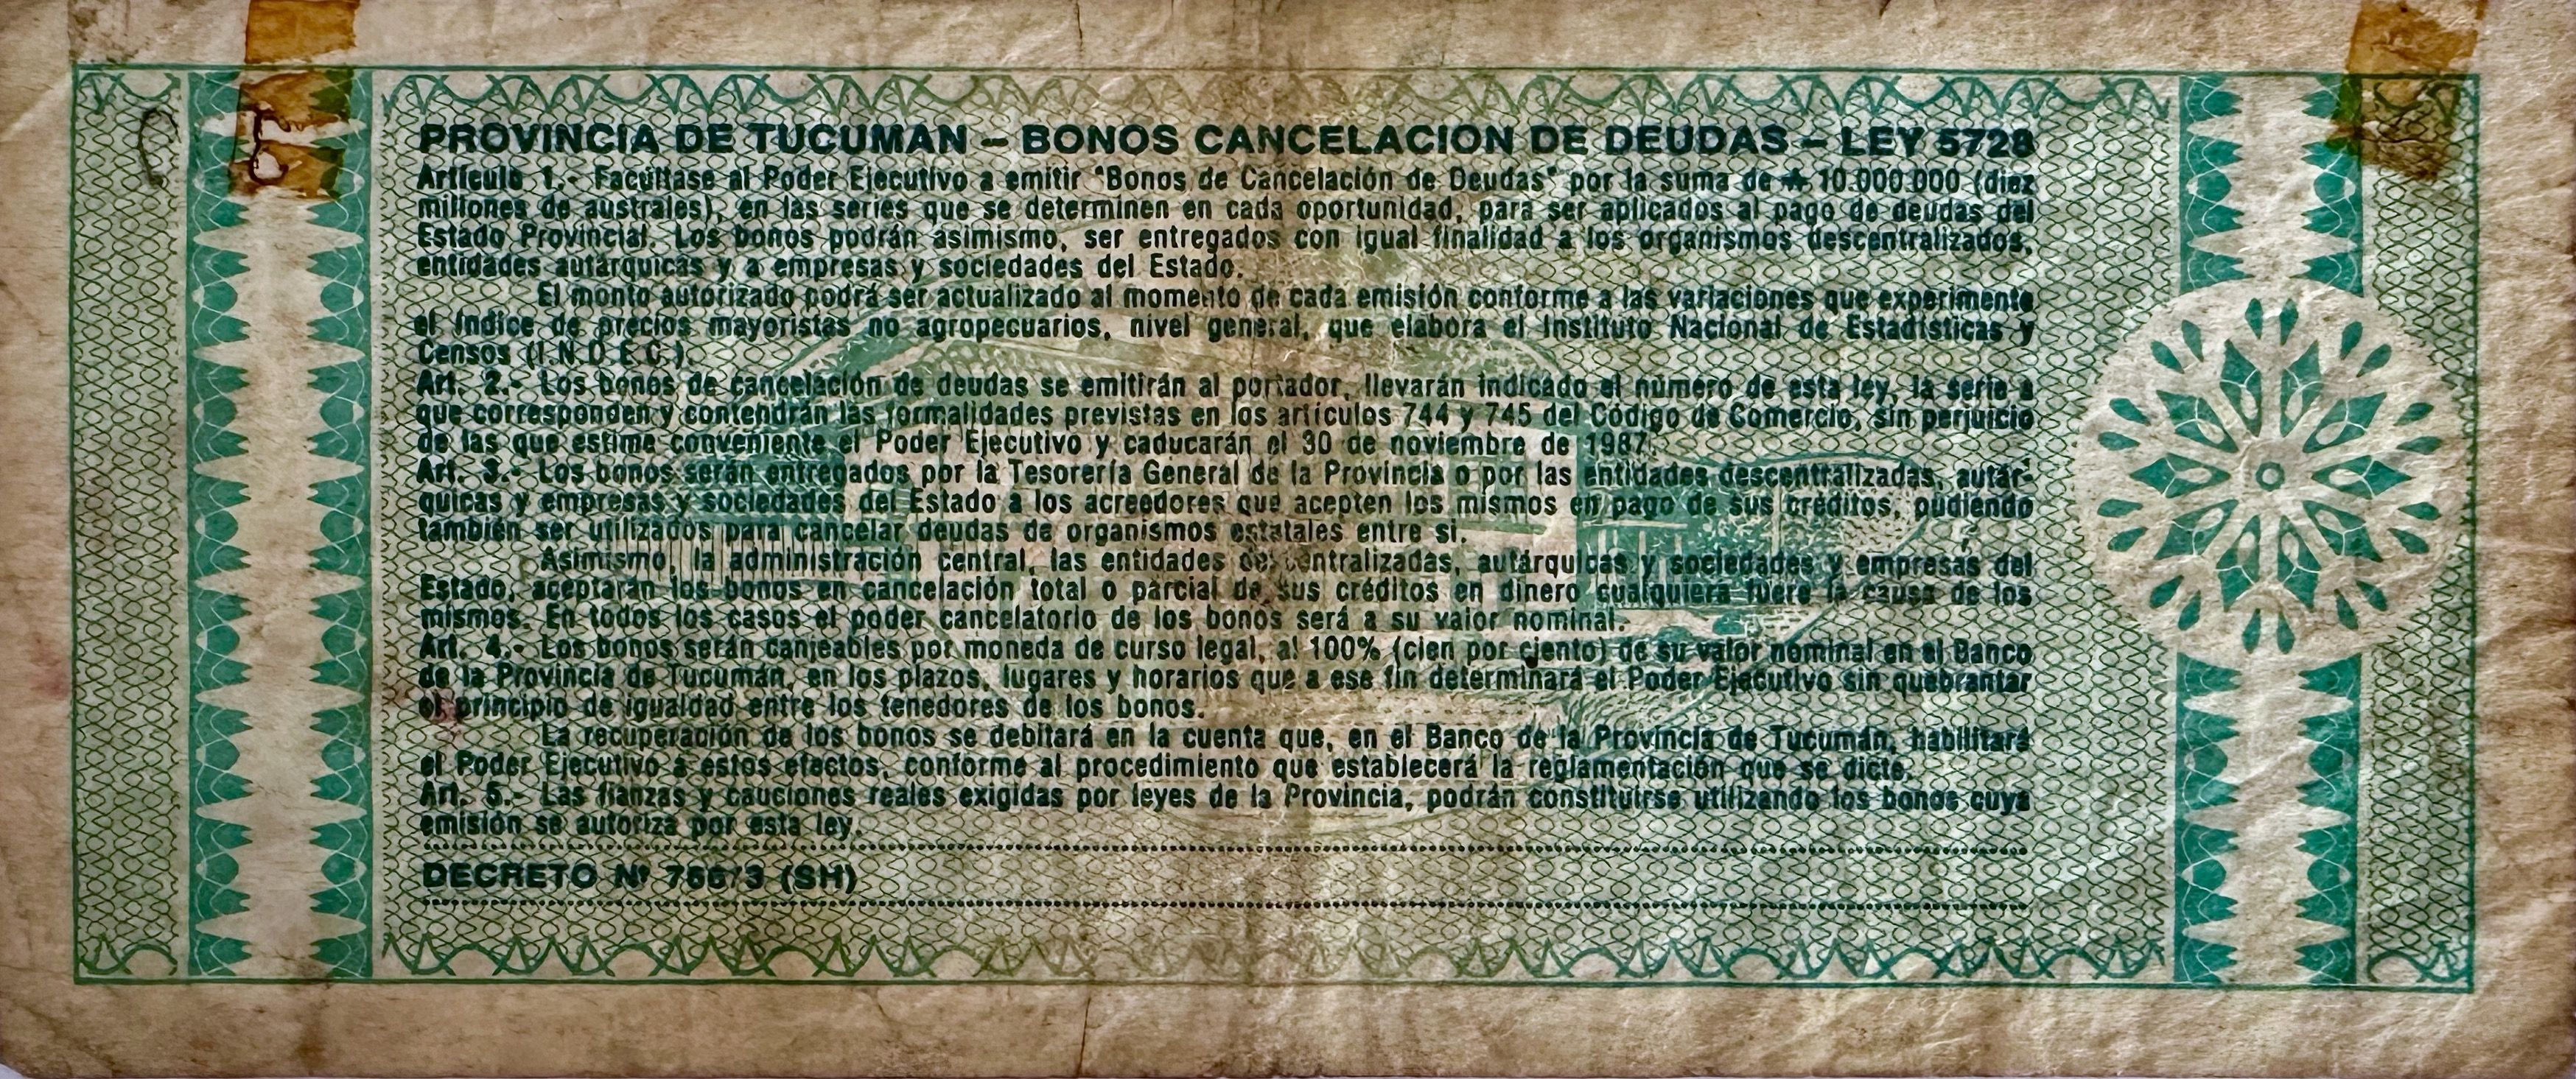 PROVINCIA DE TUCUMAN – BONOS CANCELACION DE DEUDAS – LEY 5728
Artículo 1.- Facúltase al Poder Ejecutivo a emitir "Bonos de Cancelación de Deudas" por la suma de ₳ 10.000.000 (diez
millones de australes), en las series que se determinen en cada oportunidad, para ser aplicados al pago de deudas del
Estado Provincial. Los bonos podrán asimismo, ser entregados con igual finalidad a los organismos descentralizados,
entidades autárquicas y a empresas y sociedades del Estado.
El monto autorizado podrá ser actualizado al momento de cada emisión conforme a las variaciones que experimente
el índice de precios mayoristas no agropecuarios, nivel general, que elabora el Instituto Nacional de Estadísticas y
Censos (I.N.D.E.C.).
Art. 2.- Los bonos de cancelación de deudas se emitirán al portador, llevarán indicado el número de esta ley, la serie a
que corresponden y contendrán las formalidades previstas en los artículos 744 y 745 del Código de Comercio, sin perjuicio
de las que estime conveniente el Poder Ejecutivo y caducarán el 30 de noviembre de 1987.
Art. 3.- Los bonos serán entregados por la Tesorería General de la Provincia o por las entidades descentralizadas, autár-
quicas y empresas y sociedades del Estado a los acreedores que acepten los mismos en pago de sus créditos, pudiendo
también ser utilizados para cancelar deudas de organismos estatales entre si.
Asimismo, la administración central, las entidades descentralizadas, autárquicas y sociedades y empresas del
Estado, aceptarán los bonos en cancelación total o parcial de sus créditos en dinero cualquiera fuere la causa de los
mismos. En todos los casos el poder cancelatorio de los bonos será a su valor nominal.
Art. 4.- Los bonos serán canjeables por moneda de curso legal, al 100% (cien por ciento) de su valor nominal en el Banco
de la Provincia de Tucumán, en los plazos, lugares y horarios que a ese fin determinará el Poder Ejecutivo sin quebrantar
el principio de igualdad entre los tenedores de los bonos.
La recuperación de los bonos se debitará en la cuenta que, en el Banco de la Provincia de Tucumán, habilitará
el Poder Ejecutivo a estos efectos, conforme al procedimiento que establecerá la reglamentación que se dicte.
Art. 5.- Las fianzas y cauciones reales exigidas por leyes de la Provincia, podrán constituirse utilizando los bonos cuya
emisión se autoriza por esta ley.
DECRETO Nº (SH)